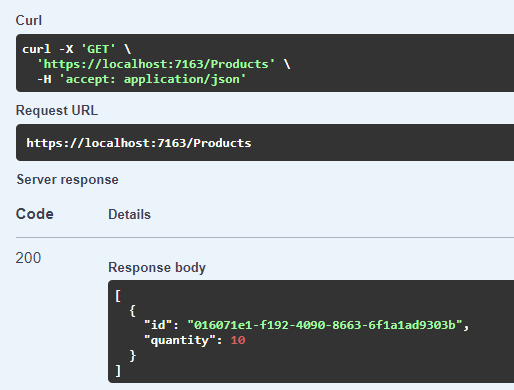 Curl
curl -X 'GET' \
'https://localhost:7163/Products' \
-H 'accept: application/json'
Request URL
https://localhost:7163/Products
Server response
Code Details
200
Response body
[
{
"id": "016071e1-f192-4090-8663-6f1a1ad9303b",
"quantity": 10
}
]